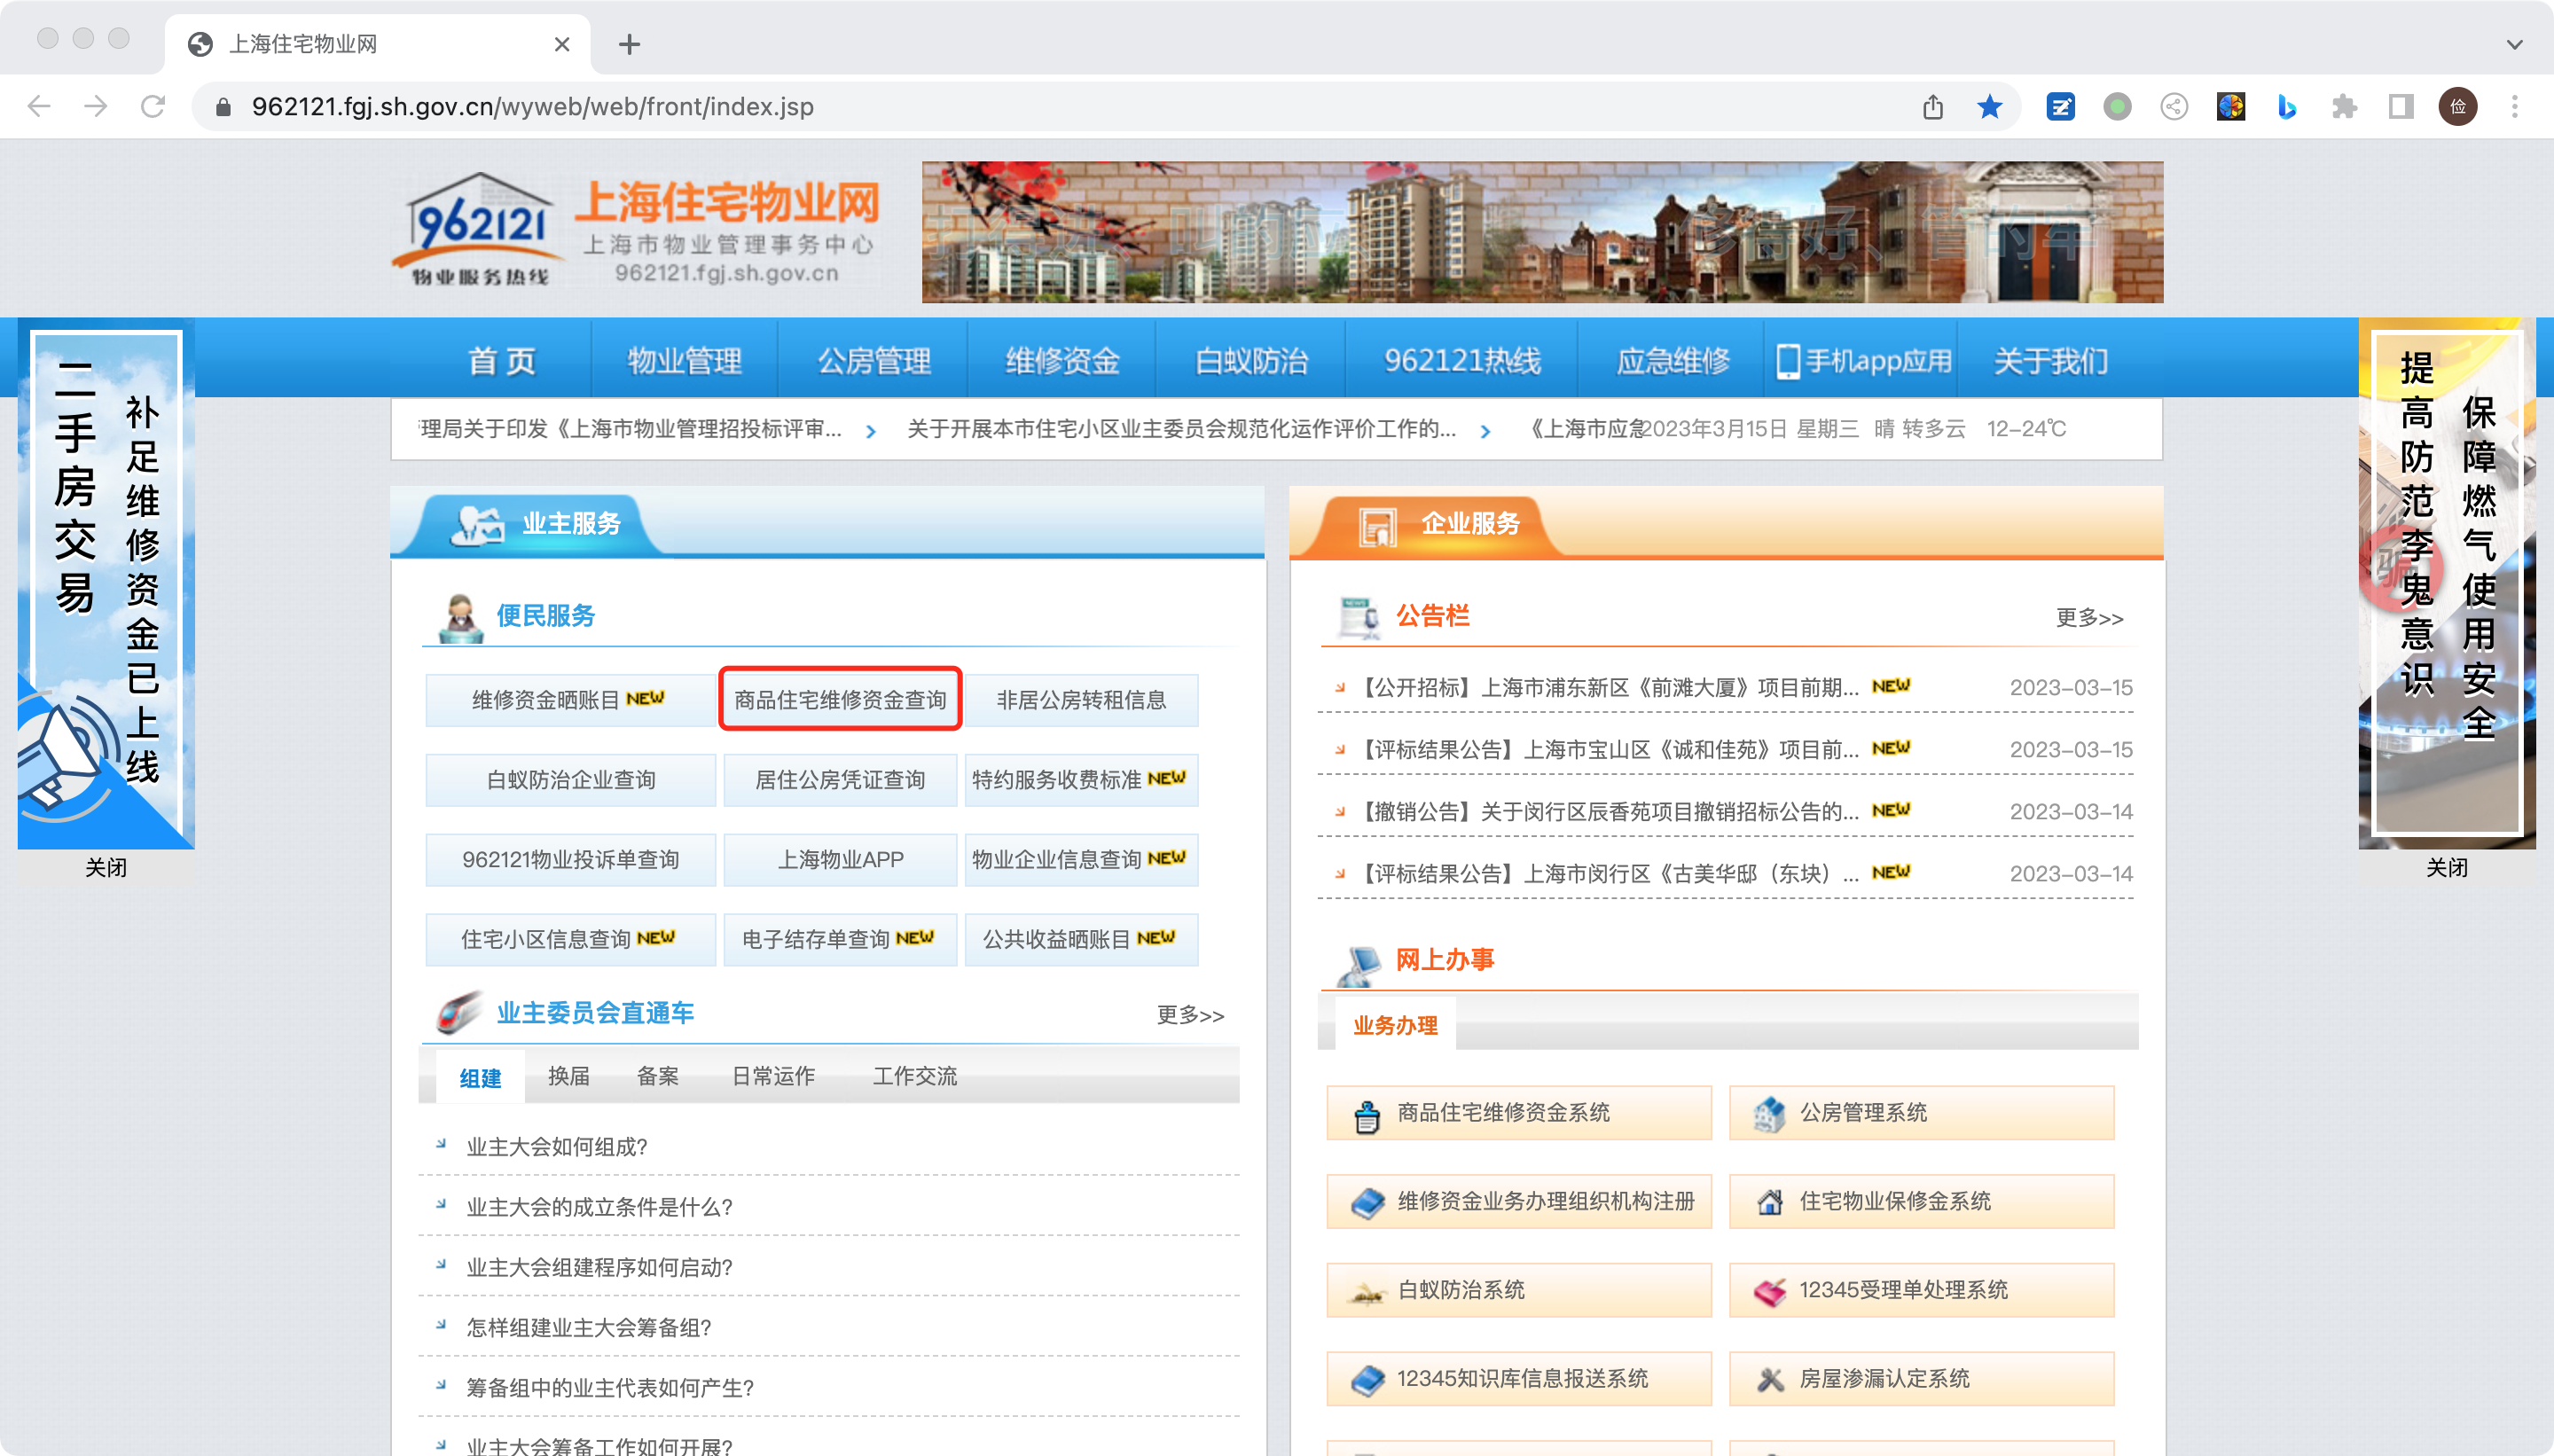 上海住宅物业网
962121.fgj.sh.gov.cn/wyweb/web/front/index.jsp
俭
962121
物业服务热线
上海住宅物业网
上海市物业管理事务中心
962121.fgj.sh.gov.cn
修得好、管的牢
首 页
物业管理
公房管理
维修资金
白蚁防治
962121热线
应急维修
手机app应用
关于我们
理局关于印发《上海市物业管理招投标评审...
关于开展本市住宅小区业主委员会规范化运作评价工作的...
《上海市应急
2023年3月15日 星期三 晴 转多云 12-24℃
二手房交易
补足维修资金已上线
关闭
提高防范李鬼意识
保障燃气使用安全
骗
关闭
业主服务
便民服务
维修资金晒账目 NEW
商品住宅维修资金查询
非居公房转租信息
白蚁防治企业查询
居住公房凭证查询
特约服务收费标准 NEW
962121物业投诉单查询
上海物业APP
物业企业信息查询 NEW
住宅小区信息查询 NEW
电子结存单查询 NEW
公共收益晒账目 NEW
业主委员会直通车
更多>>
组建
换届
备案
日常运作
工作交流
业主大会如何组成?
业主大会的成立条件是什么?
业主大会组建程序如何启动?
怎样组建业主大会筹备组?
筹备组中的业主代表如何产生?
业主大会筹备工作如何开展?
企业服务
NEWS
公告栏
更多>>
【公开招标】上海市浦东新区《前滩大厦》项目前期... NEW 2023-03-15
【评标结果公告】上海市宝山区《诚和佳苑》项目前... NEW 2023-03-15
【撤销公告】关于闵行区辰香苑项目撤销招标公告的... NEW 2023-03-14
【评标结果公告】上海市闵行区《古美华邸（东块）... NEW 2023-03-14
网上办事
业务办理
商品住宅维修资金系统
公房管理系统
维修资金业务办理组织机构注册
住宅物业保修金系统
白蚁防治系统
12345受理单处理系统
12345知识库信息报送系统
房屋渗漏认定系统